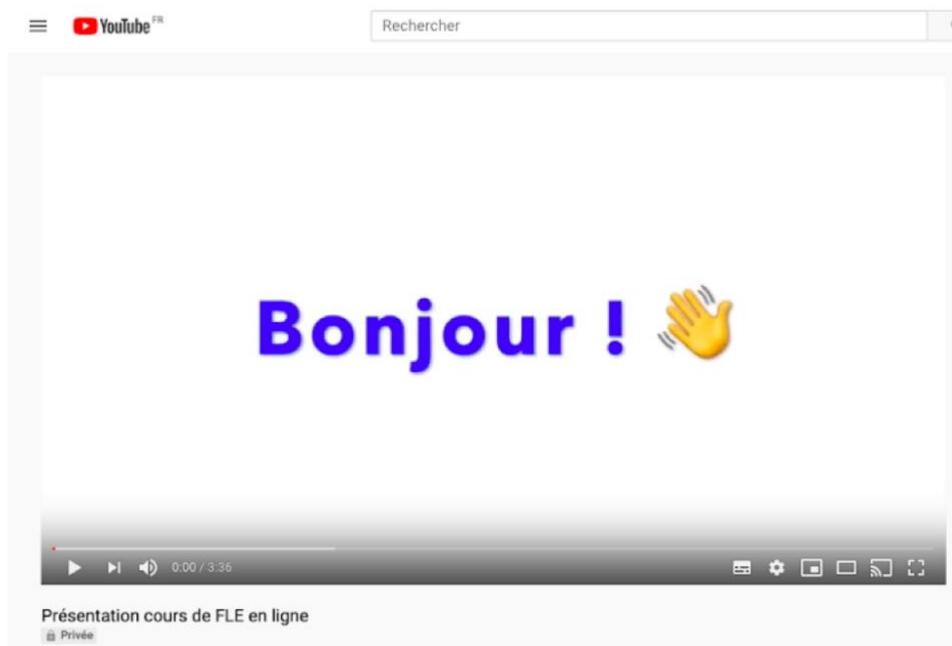 YouTube FR
Rechercher
Bonjour !
0:00 / 3:36
Présentation cours de FLE en ligne
Privée